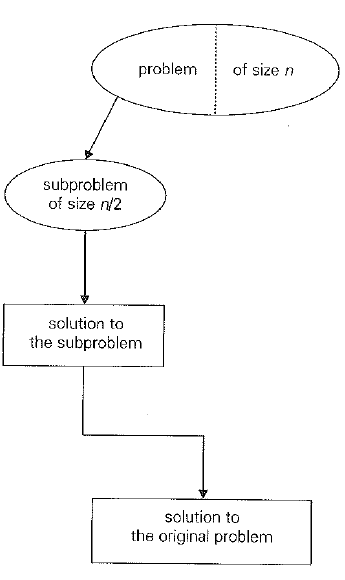 problem of size n
subproblem
of size n/2
solution to
the subproblem
solution to
the original problem